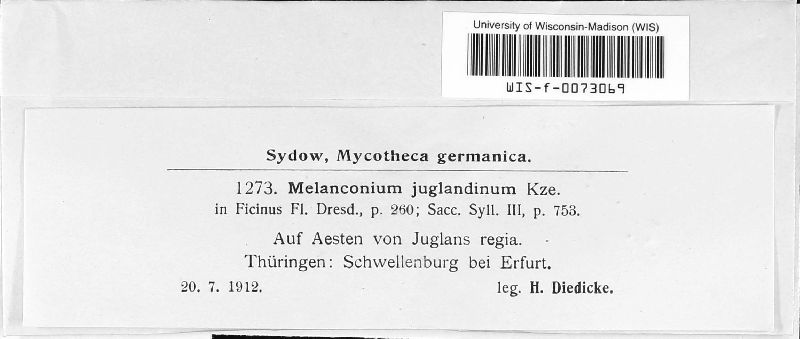 University of Wisconsin-Madison (WIS)
WIS-f-0073069
Sydow, Mycotheca germanica.
1273. Melanconium juglandinum Kze.
in Ficinus Fl. Dresd., p. 260; Sacc. Syll. III, p. 753.
Auf Aesten von Juglans regia.
Thüringen: Schwellenburg bei Erfurt.
20. 7. 1912. leg. H. Diedicke.